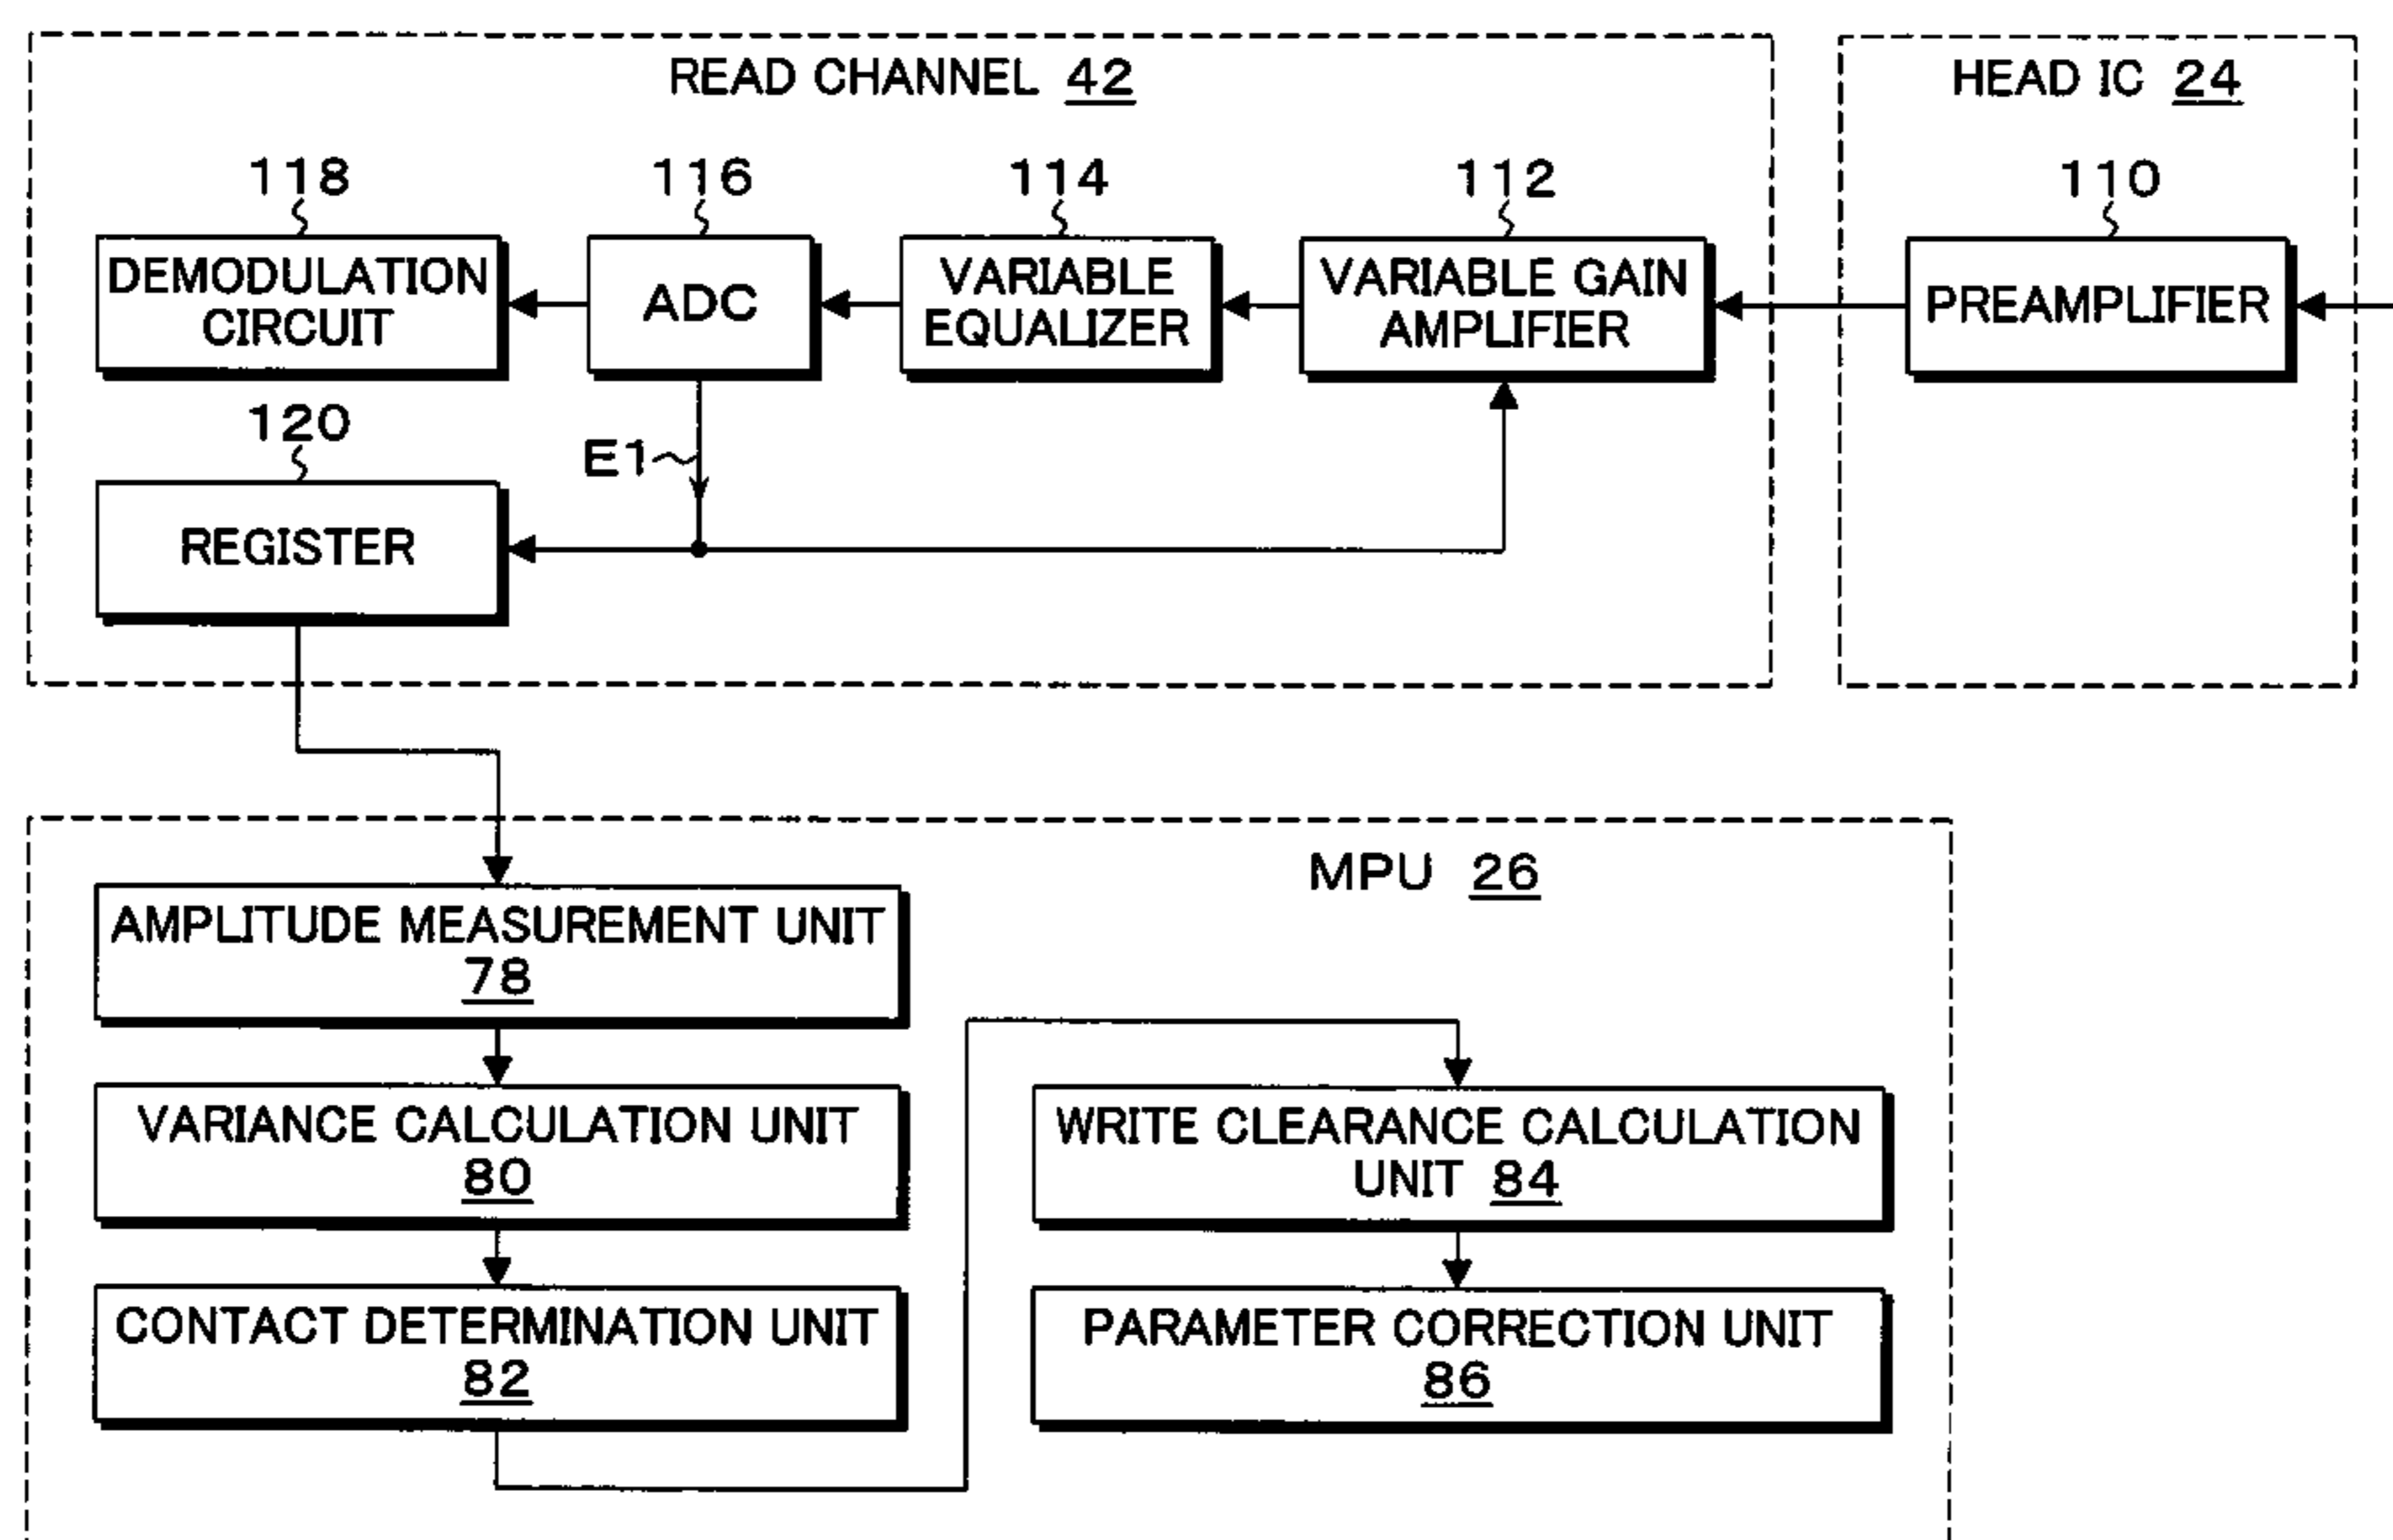 READ CHANNEL 42
HEAD IC 24
118
116
114
112
110
DEMODULATION
CIRCUIT
ADC
VARIABLE
EQUALIZER
VARIABLE GAIN
AMPLIFIER
PREAMPLIFIER
120
E1
REGISTER
MPU 26
AMPLITUDE MEASUREMENT UNIT
78
VARIANCE CALCULATION UNIT
80
WRITE CLEARANCE CALCULATION
UNIT 84
CONTACT DETERMINATION UNIT
82
PARAMETER CORRECTION UNIT
86